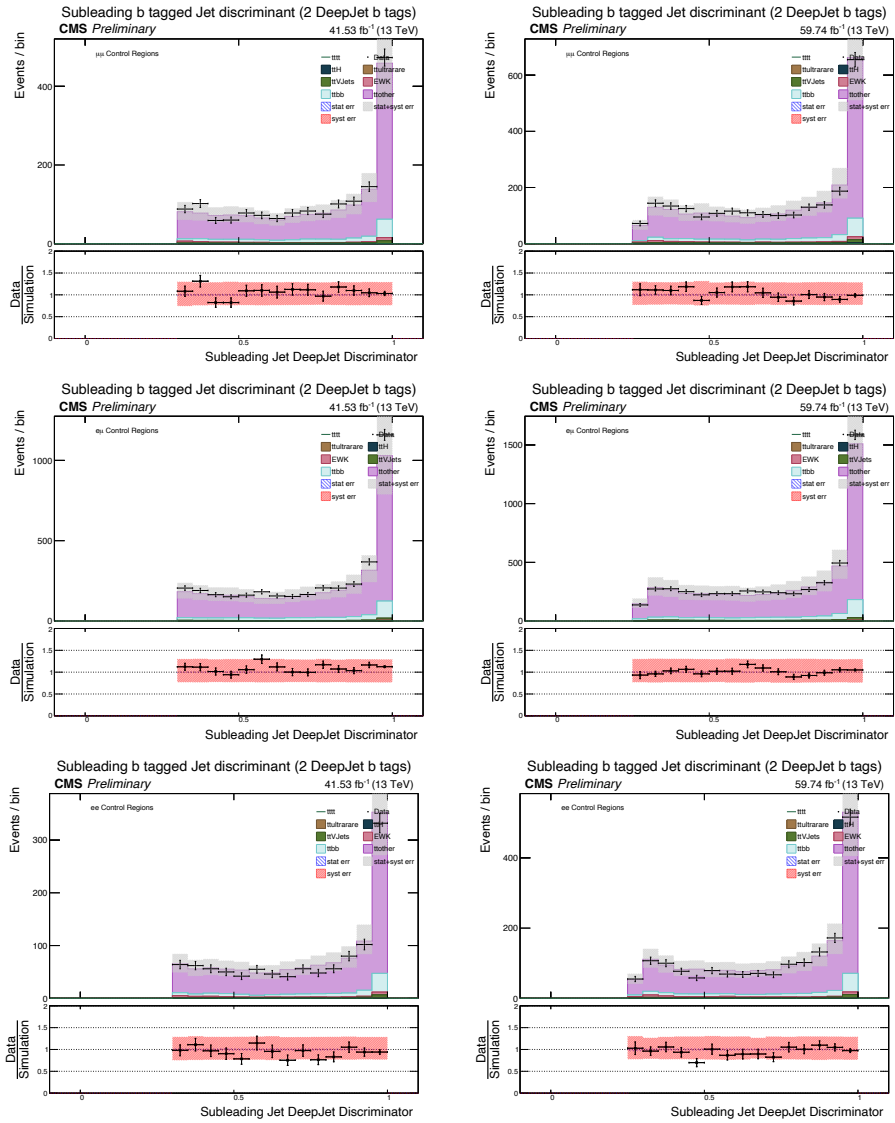 Subleading b tagged Jet discriminant (2 DeepJet b tags)
CMS Preliminary 41.53 fb⁻¹ (13 TeV)
Events / bin
μμ Control Regions
tttt Data
ttH ttultrarare
ttVJets EWK
ttbb ttother
stat err stat+syst err
syst err
400
200
0
Data
Simulation
2
1.5
1
0.5
0
0 0.5 1
Subleading Jet DeepJet Discriminator
Subleading b tagged Jet discriminant (2 DeepJet b tags)
CMS Preliminary 59.74 fb⁻¹ (13 TeV)
Events / bin
μμ Control Regions
tttt Data
ttultrarare ttH
EWK ttVJets
ttbb ttother
stat err stat+syst err
syst err
600
400
200
0
Data
Simulation
2
1.5
1
0.5
0
0 0.5 1
Subleading Jet DeepJet Discriminator
Subleading b tagged Jet discriminant (2 DeepJet b tags)
CMS Preliminary 41.53 fb⁻¹ (13 TeV)
Events / bin
eμ Control Regions
tttt Data
ttultrarare ttH
EWK ttVJets
ttbb ttother
stat err stat+syst err
syst err
1000
500
0
Data
Simulation
2
1.5
1
0.5
0
0 0.5 1
Subleading Jet DeepJet Discriminator
Subleading b tagged Jet discriminant (2 DeepJet b tags)
CMS Preliminary 59.74 fb⁻¹ (13 TeV)
Events / bin
eμ Control Regions
tttt Data
ttultrarare ttH
EWK ttVJets
ttbb ttother
stat err stat+syst err
syst err
1500
1000
500
0
Data
Simulation
2
1.5
1
0.5
0
0 0.5 1
Subleading Jet DeepJet Discriminator
Subleading b tagged Jet discriminant (2 DeepJet b tags)
CMS Preliminary 41.53 fb⁻¹ (13 TeV)
Events / bin
ee Control Regions
tttt Data
ttultrarare ttH
ttVJets EWK
ttbb ttother
stat err stat+syst err
syst err
300
200
100
0
Data
Simulation
2
1.5
1
0.5
0
0 0.5 1
Subleading Jet DeepJet Discriminator
Subleading b tagged Jet discriminant (2 DeepJet b tags)
CMS Preliminary 59.74 fb⁻¹ (13 TeV)
Events / bin
ee Control Regions
tttt Data
ttultrarare ttH
ttVJets EWK
ttbb ttother
stat err stat+syst err
syst err
400
200
0
Data
Simulation
2
1.5
1
0.5
0
0 0.5 1
Subleading Jet DeepJet Discriminator